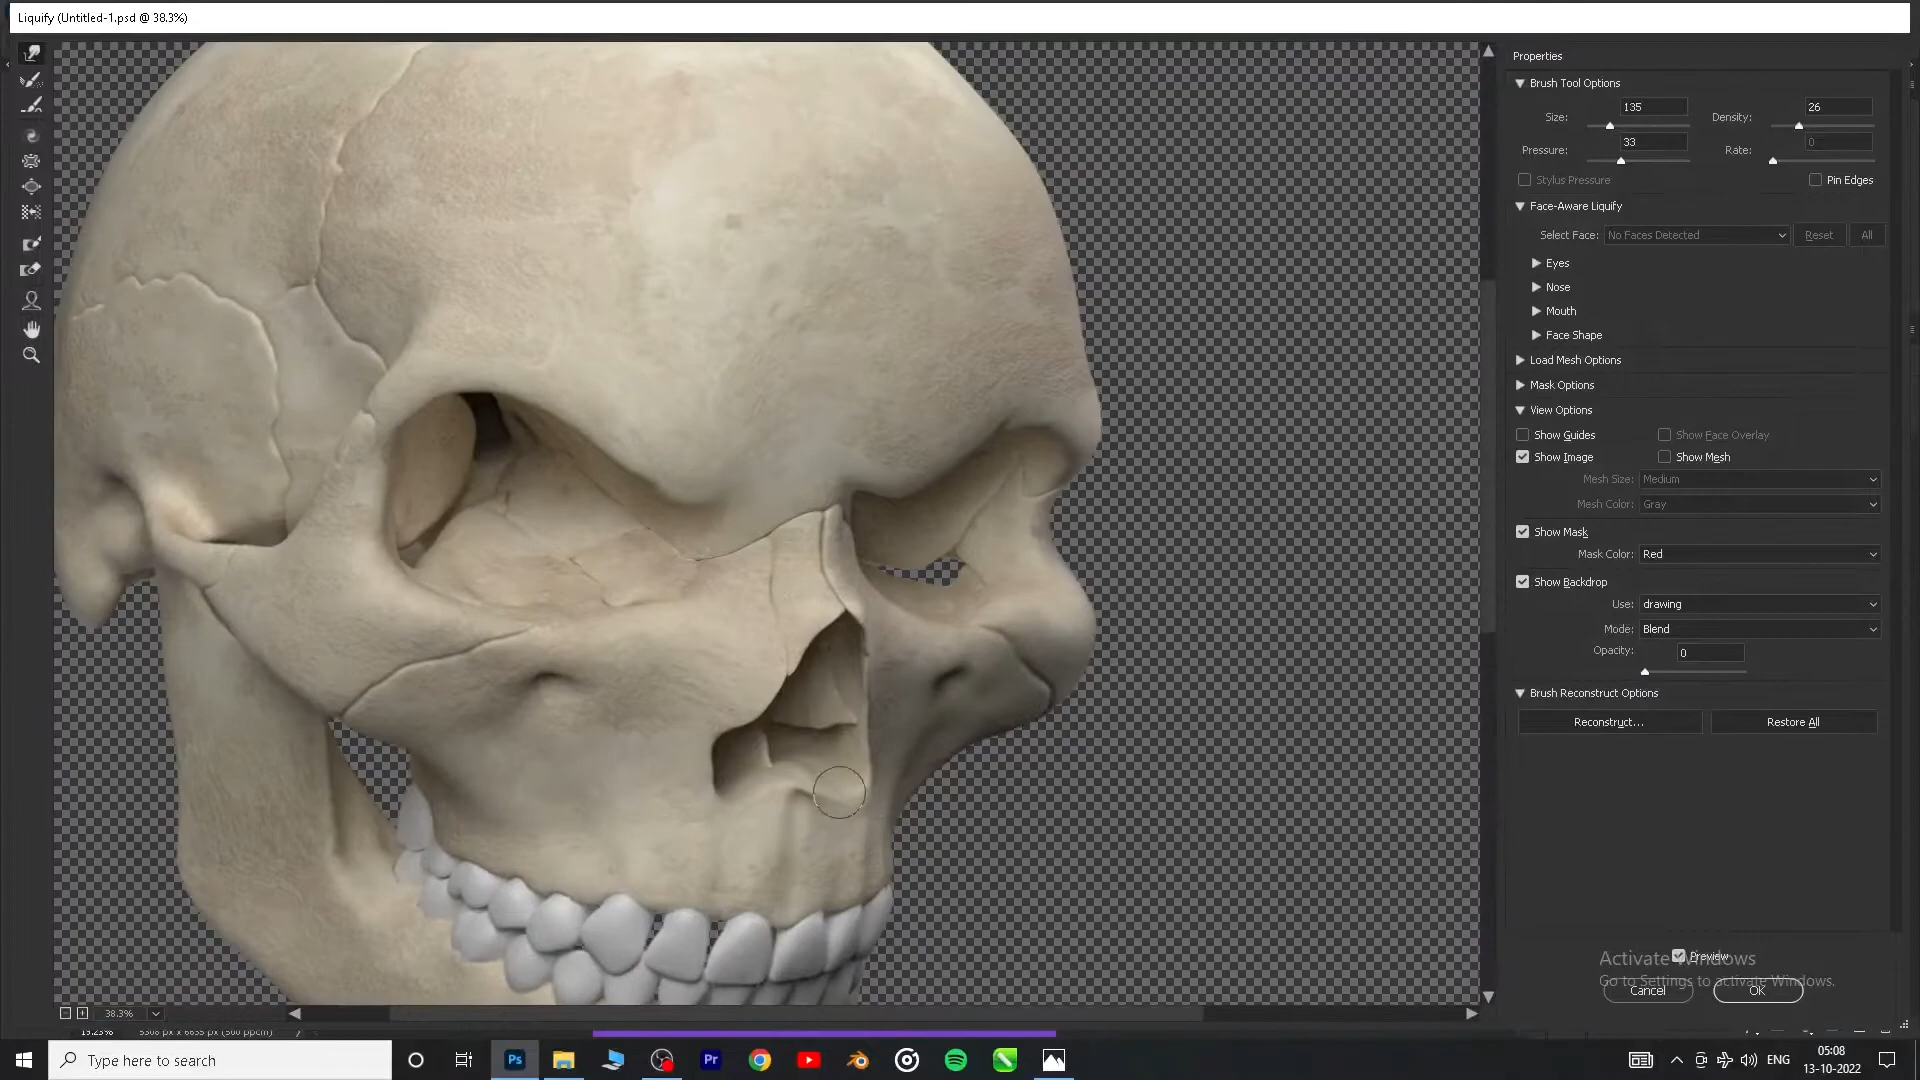 Liquify (Untitled-1.psd @ 38.3%)
Properties
Brush Tool Options
Size: 135 Density: 26
Pressure: 33 Rate: 0
Stylus Pressure Pin Edges
Face-Aware Liquify
Select Face: No Faces Detected Reset All
Eyes
Nose
Mouth
Face Shape
Load Mesh Options
Mask Options
View Options
Show Guides Show Face Overlay
Show Image Show Mesh
Mesh Size: Medium
Mesh Color: Gray
Show Mask
Mask Color: Red
Show Backdrop
Use: drawing
Mode: Blend
Opacity: 0
Brush Reconstruct Options
Reconstruct... Restore All
Preview
Activate Windows
Go to Settings to activate Windows.
Cancel OK
38.3%
Ps
Pr
Type here to search
ENG
05:08
13-10-2022